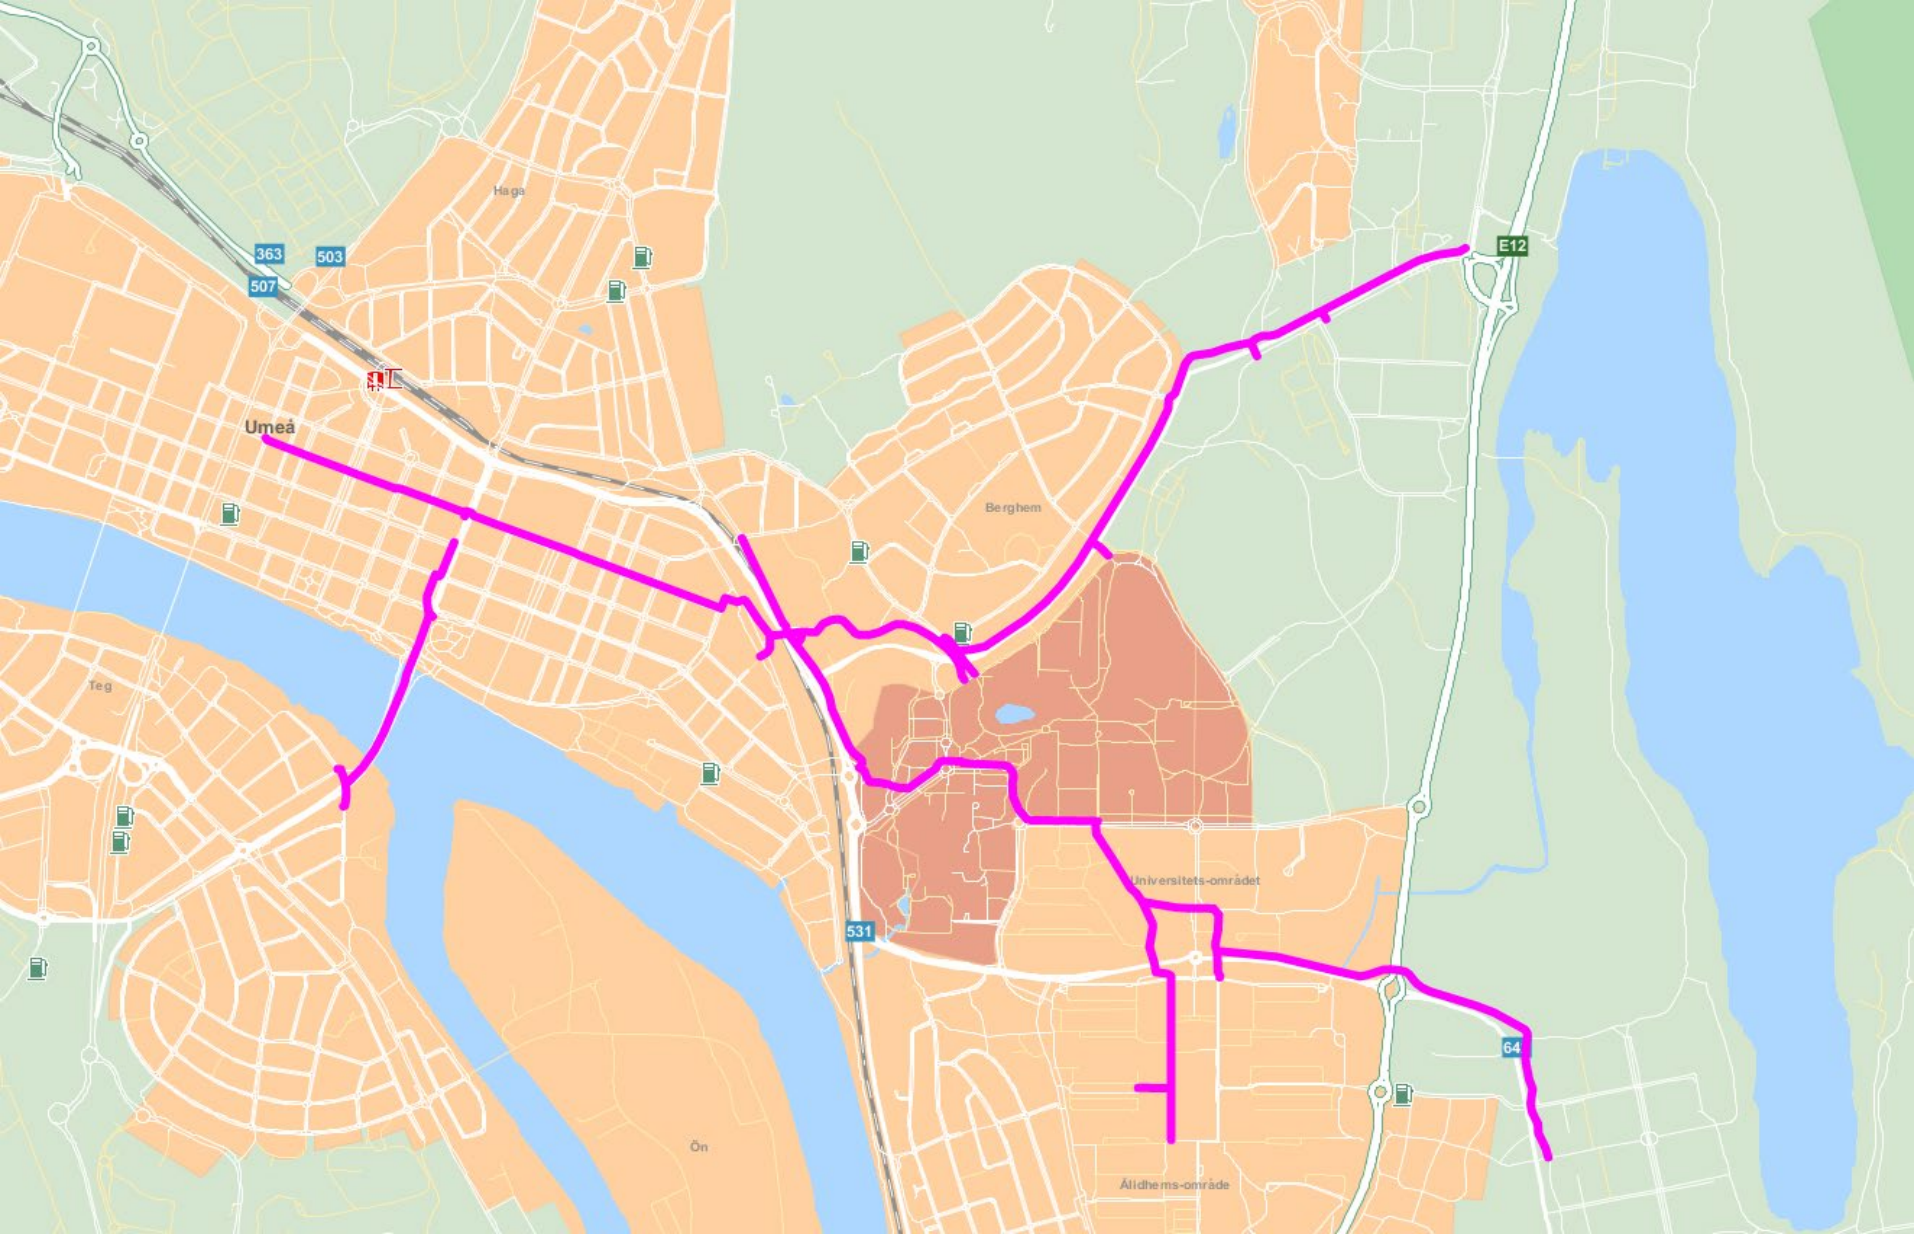 Haga
363
503
E12
507
Umeå
Berghem
Teg
Universitets-området
531
64
Ön
Ålidhems-område